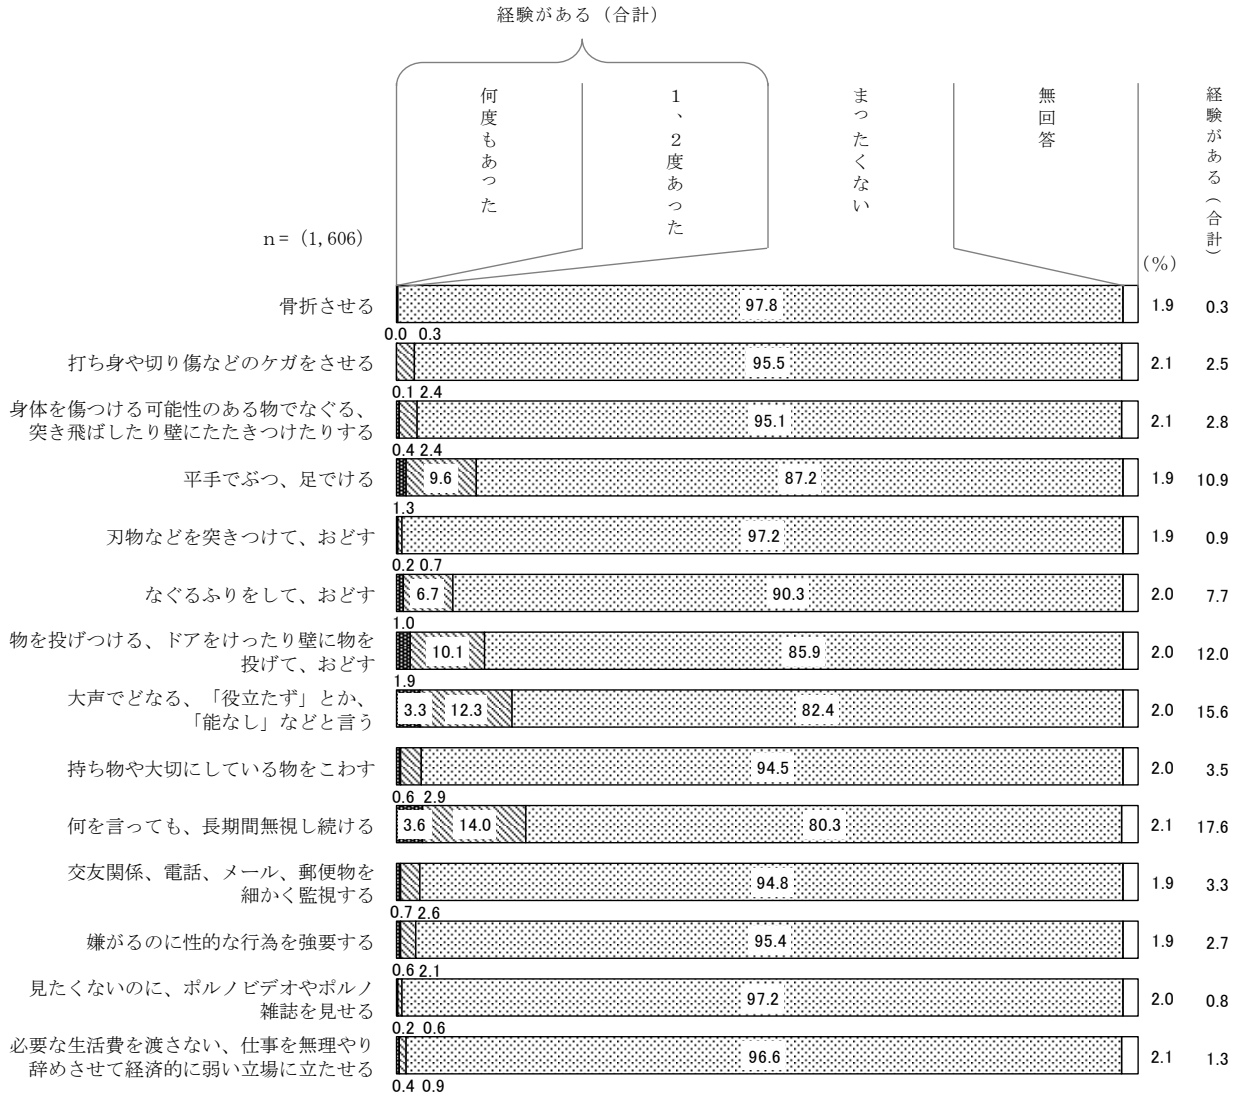 経験がある（合計）
何度もあった
１、２度あった
まったくない
無回答
経験がある（合計）
ｎ=（1,606）
（％）
骨折させる
97.8
1.9
0.3
0.0 0.3
打ち身や切り傷などのケガをさせる
95.5
2.1
2.5
0.1 2.4
身体を傷つける可能性のある物でなぐる、
突き飛ばしたり壁にたたきつけたりする
95.1
2.1
2.8
0.4 2.4
平手でぶつ、足でける
9.6
87.2
1.9
10.9
1.3
刃物などを突きつけて、おどす
97.2
1.9
0.9
0.2 0.7
なぐるふりをして、おどす
6.7
90.3
2.0
7.7
1.0
物を投げつける、ドアをけったり壁に物を
投げて、おどす
10.1
85.9
2.0
12.0
1.9
大声でどなる、「役立たず」とか、
「能なし」などと言う
3.3
12.3
82.4
2.0
15.6
持ち物や大切にしている物をこわす
94.5
2.0
3.5
0.6 2.9
何を言っても、長期間無視し続ける
3.6
14.0
80.3
2.1
17.6
交友関係、電話、メール、郵便物を
細かく監視する
94.8
1.9
3.3
0.7 2.6
嫌がるのに性的な行為を強要する
95.4
1.9
2.7
0.6 2.1
見たくないのに、ポルノビデオやポルノ
雑誌を見せる
97.2
2.0
0.8
0.2 0.6
必要な生活費を渡さない、仕事を無理やり
辞めさせて経済的に弱い立場に立たせる
96.6
2.1
1.3
0.4 0.9